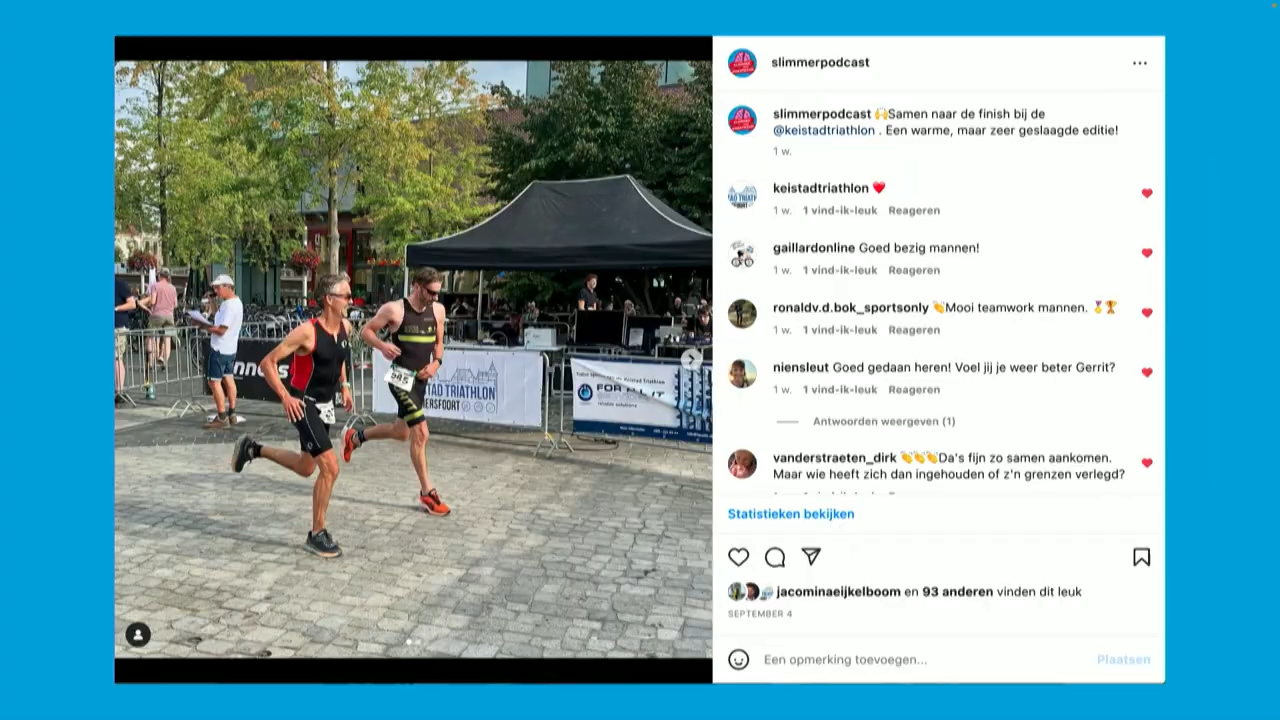 slimmerpodcast
slimmerpodcast 🙌Samen naar de finish bij de
@keistadtriathlon . Een warme, maar zeer geslaagde editie!
1 w.
keistadtriathlon ❤️
1 w. 1 vind-ik-leuk Reageren
gaillardonline Goed bezig mannen!
1 w. 1 vind-ik-leuk Reageren
ronaldv.d.bok_sportsonly 👏Mooi teamwork mannen. 🏅🏆
1 w. 1 vind-ik-leuk Reageren
niensleut Goed gedaan heren! Voel jij je weer beter Gerrit?
1 w. 1 vind-ik-leuk Reageren
Antwoorden weergeven (1)
vanderstraeten_dirk 👏👏👏Da's fijn zo samen aankomen.
Maar wie heeft zich dan ingehouden of z'n grenzen verlegd?
Statistieken bekijken
jacominaeijkelboom en 93 anderen vinden dit leuk
SEPTEMBER 4
Een opmerking toevoegen...
Plaatsen
TAD TRIATHLON
ERSFOORT